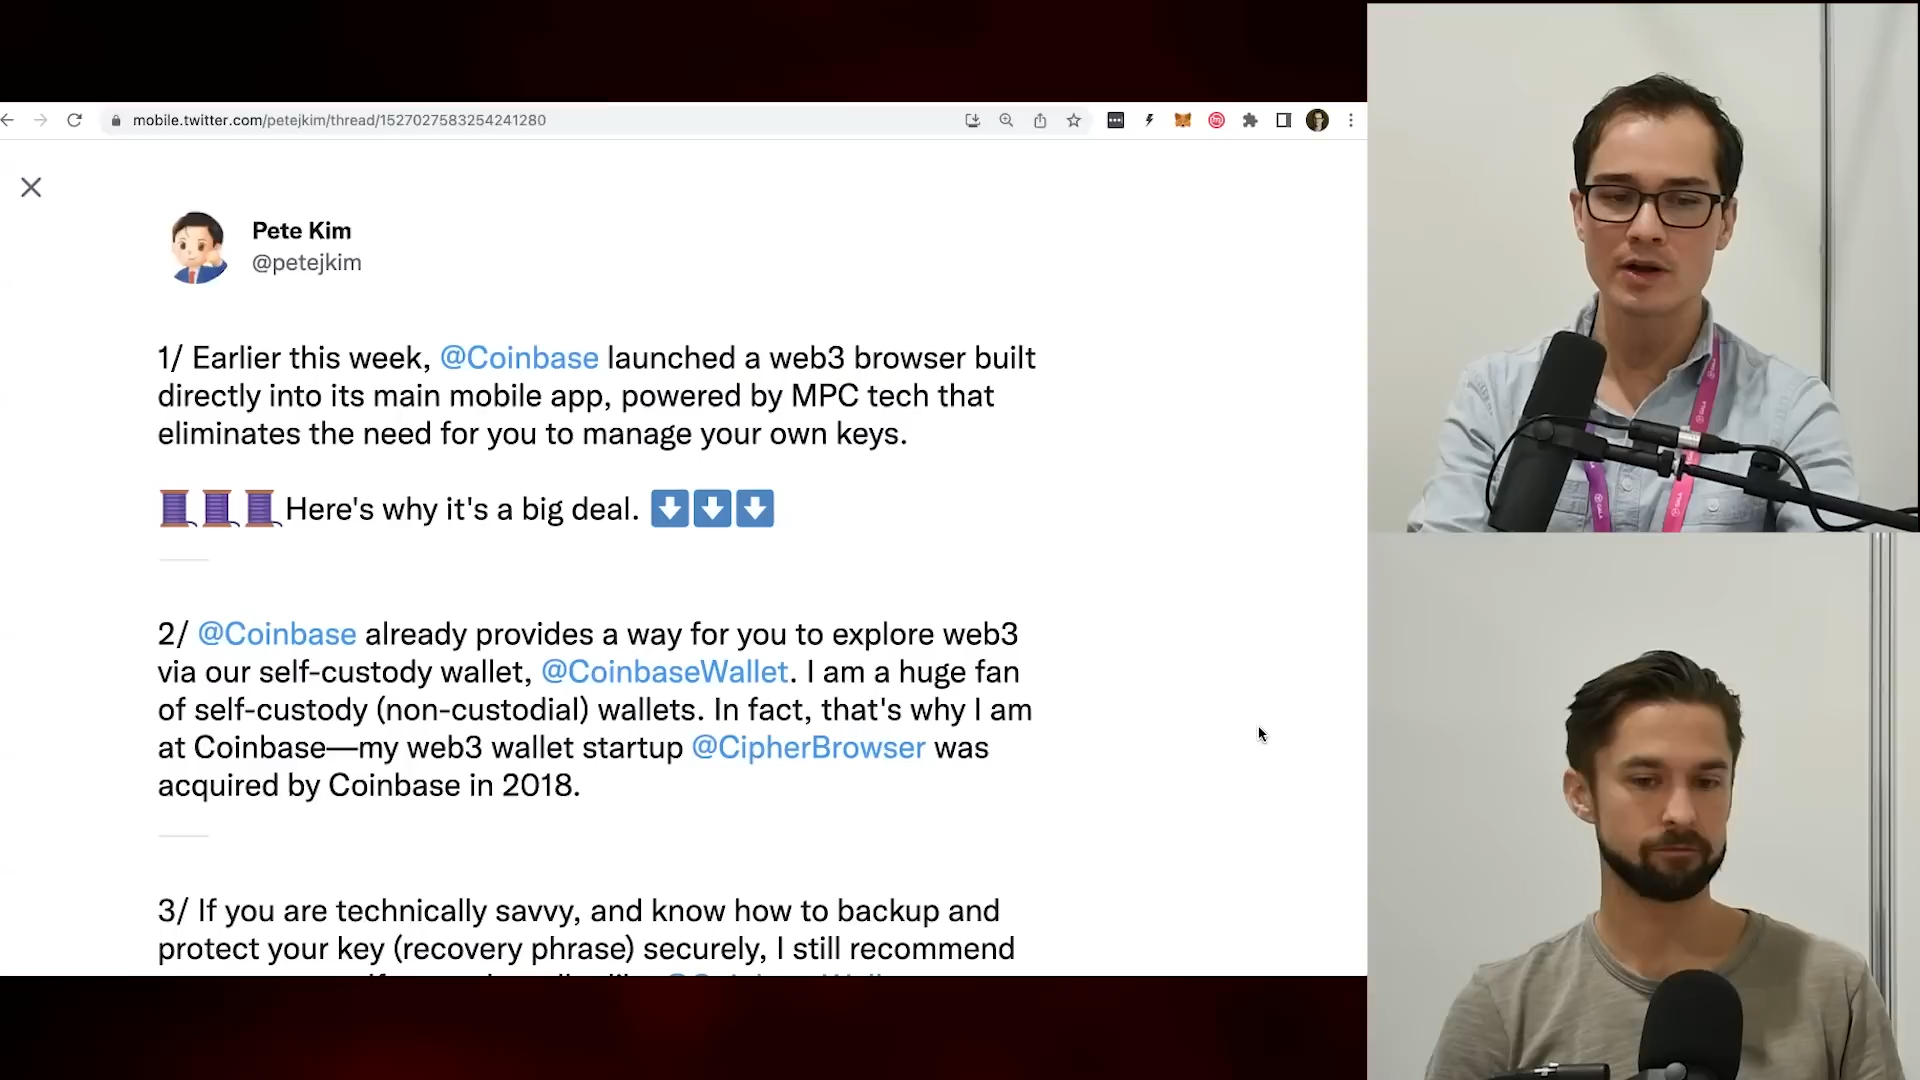 mobile.twitter.com/petejkim/thread/1527027583254241280
Pete Kim
@petejkim
1/ Earlier this week, @Coinbase launched a web3 browser built
directly into its main mobile app, powered by MPC tech that
eliminates the need for you to manage your own keys.
Here's why it's a big deal.
2/ @Coinbase already provides a way for you to explore web3
via our self-custody wallet, @CoinbaseWallet. I am a huge fan
of self-custody (non-custodial) wallets. In fact, that's why I am
at Coinbase—my web3 wallet startup @CipherBrowser was
acquired by Coinbase in 2018.
3/ If you are technically savvy, and know how to backup and
protect your key (recovery phrase) securely, I still recommend
GALA
GALA
GALA
GALA